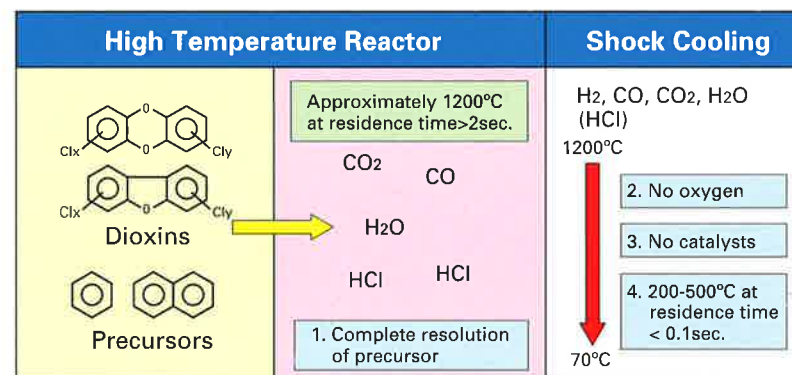 High Temperature Reactor
Shock Cooling
O
O
Clx
Cly
Clx
O
Cly
Dioxins
Precursors
Approximately 1200°C
at residence time>2sec.
CO2
CO
H2O
HCl
HCl
1. Complete resolution
of precursor
H2, CO, CO2, H2O
(HCl)
1200°C
2. No oxygen
3. No catalysts
4. 200-500°C at
residence time
< 0.1sec.
70°C